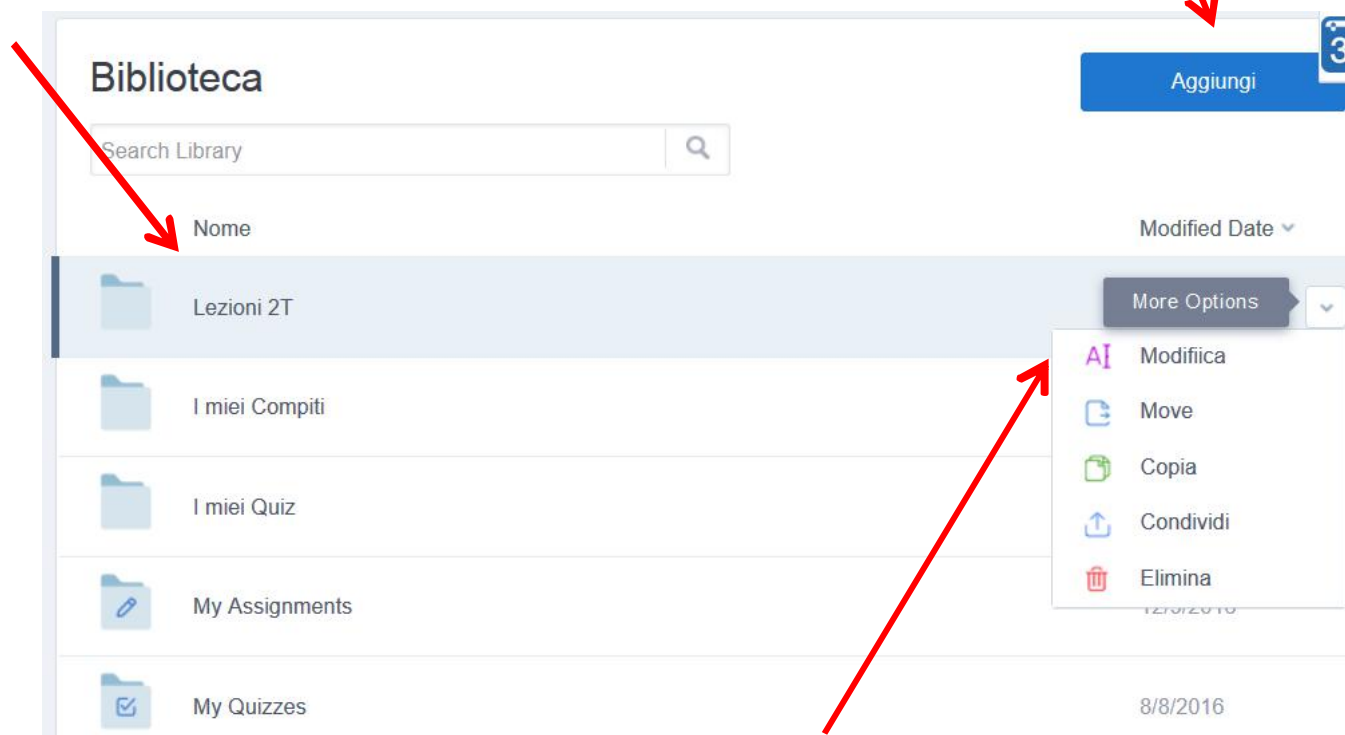 3
Biblioteca
Aggiungi
Search Library
Nome
Modified Date
Lezioni 2T
More Options
Modifiica
I miei Compiti
Move
Copia
I miei Quiz
Condividi
Elimina
My Assignments
My Quizzes
8/8/2016